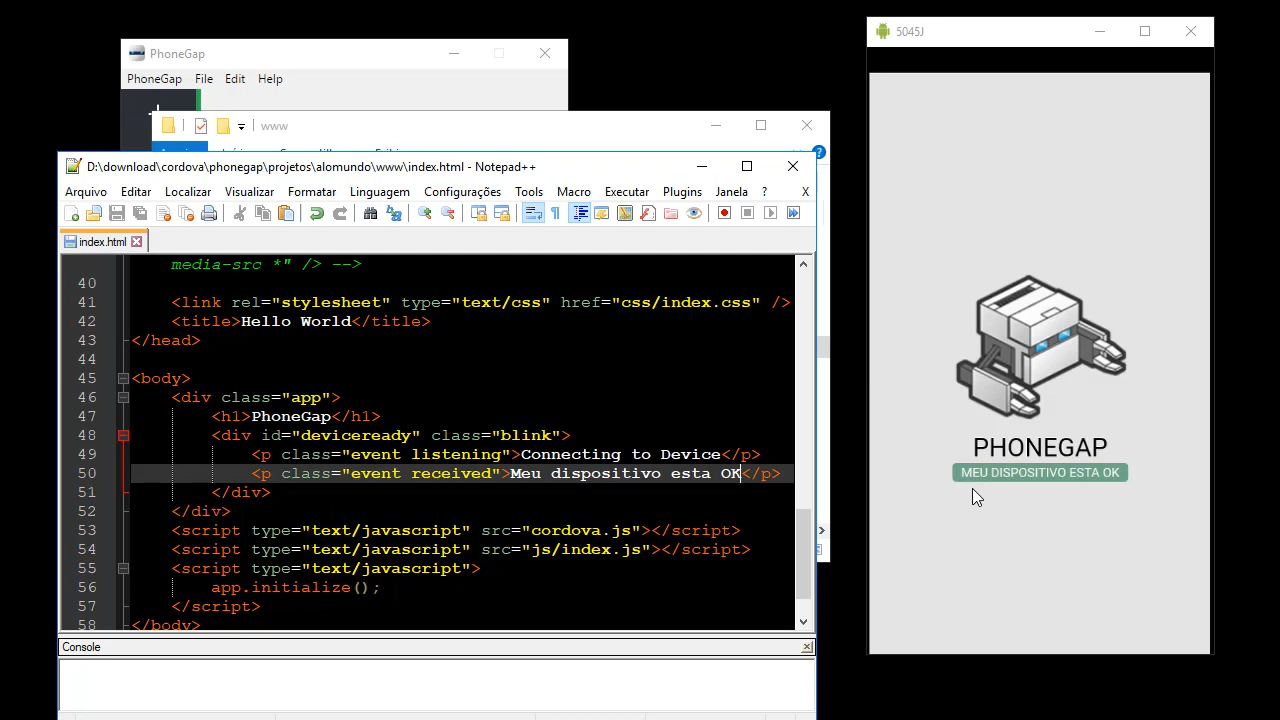 PhoneGap
PhoneGap File Edit Help
www
D:\download\cordova\phonegap\projetos\alomundo\www\index.html - Notepad++
Arquivo Editar Localizar Visualizar Formatar Linguagem Configurações Tools Macro Executar Plugins Janela ? X
index.html
media-src *" /> -->
40
41 <link rel="stylesheet" type="text/css" href="css/index.css" />
42 <title>Hello World</title>
43 </head>
44
45 <body>
46 <div class="app">
47 <h1>PhoneGap</h1>
48 <div id="deviceready" class="blink">
49 <p class="event listening">Connecting to Device</p>
50 <p class="event received">Meu dispositivo esta OK</p>
51 </div>
52 </div>
53 <script type="text/javascript" src="cordova.js"></script>
54 <script type="text/javascript" src="js/index.js"></script>
55 <script type="text/javascript">
56 app.initialize();
57 </script>
58 </body>
Console
5045J
PHONEGAP
MEU DISPOSITIVO ESTA OK